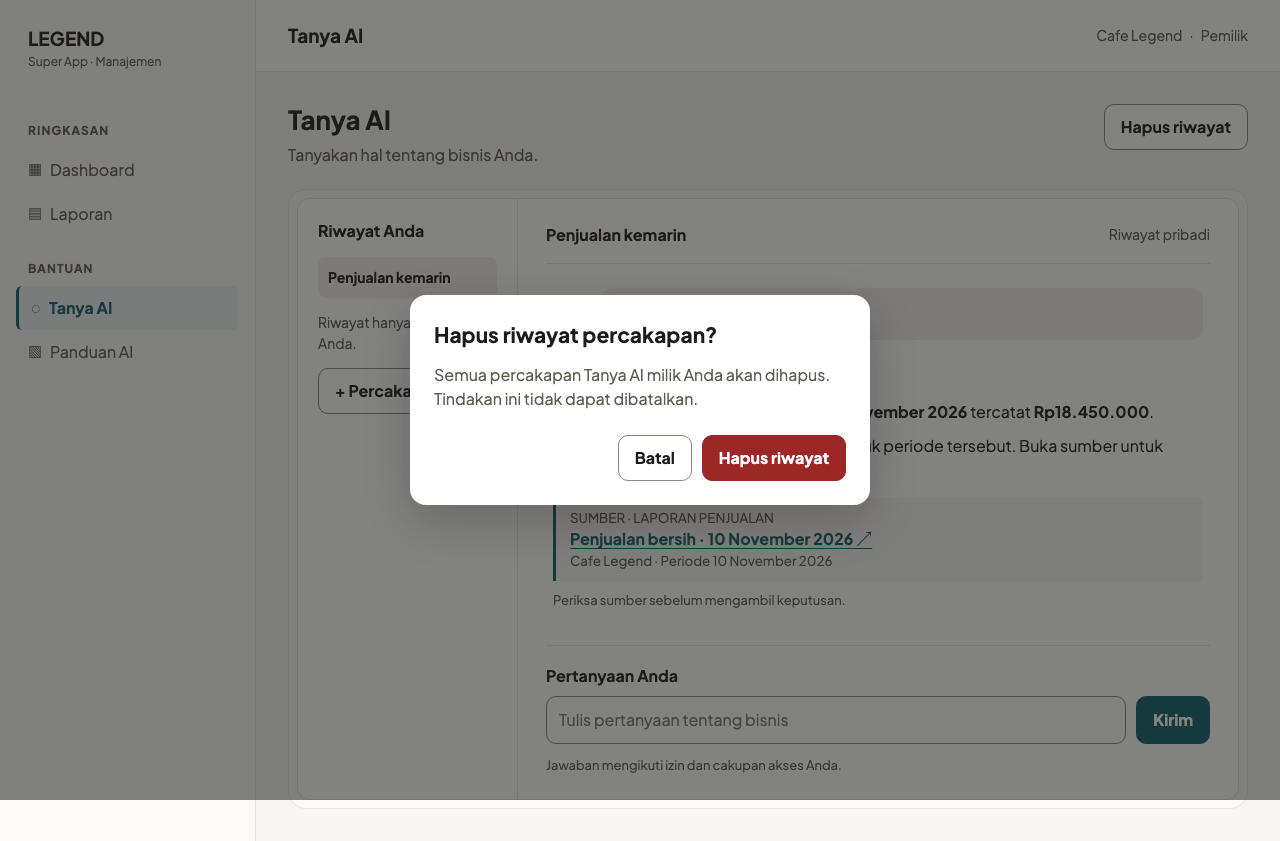 LEGEND
Super App · Manajemen
RINGKASAN
Dashboard
Laporan
BANTUAN
Tanya AI
Panduan AI
Tanya AI
Cafe Legend · Pemilik
Tanya AI
Tanyakan hal tentang bisnis Anda.
Hapus riwayat
Riwayat Anda
Penjualan kemarin
Riwayat hanya
Anda.
+ Percaka
Penjualan kemarin
Riwayat pribadi
2026 tercatat Rp18.450.000.
periode tersebut. Buka sumber untuk
SUMBER · LAPORAN PENJUALAN
Penjualan bersih · 10 November 2026 ↗
Cafe Legend · Periode 10 November 2026
Periksa sumber sebelum mengambil keputusan.
Pertanyaan Anda
Tulis pertanyaan tentang bisnis
Kirim
Jawaban mengikuti izin dan cakupan akses Anda.
Hapus riwayat percakapan?
Semua percakapan Tanya AI milik Anda akan dihapus.
Tindakan ini tidak dapat dibatalkan.
Batal
Hapus riwayat